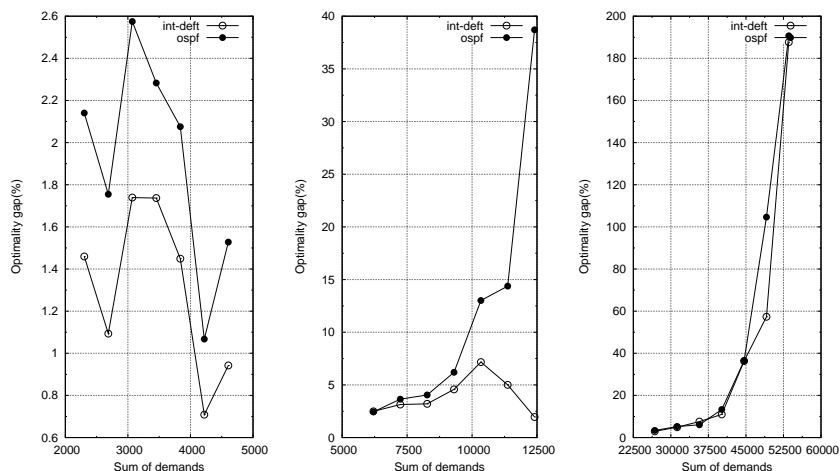 int-deft
ospf
2.6
2.4
2.2
2
1.8
1.6
1.4
1.2
1
0.8
0.6
Optimality gap(%)
2000 3000 4000 5000
Sum of demands
int-deft
ospf
40
35
30
25
20
15
10
5
0
Optimality gap(%)
5000 7500 10000 12500
Sum of demands
int-deft
ospf
200
180
160
140
120
100
80
60
40
20
0
Optimality gap(%)
22500 30000 37500 45000 52500 60000
Sum of demands